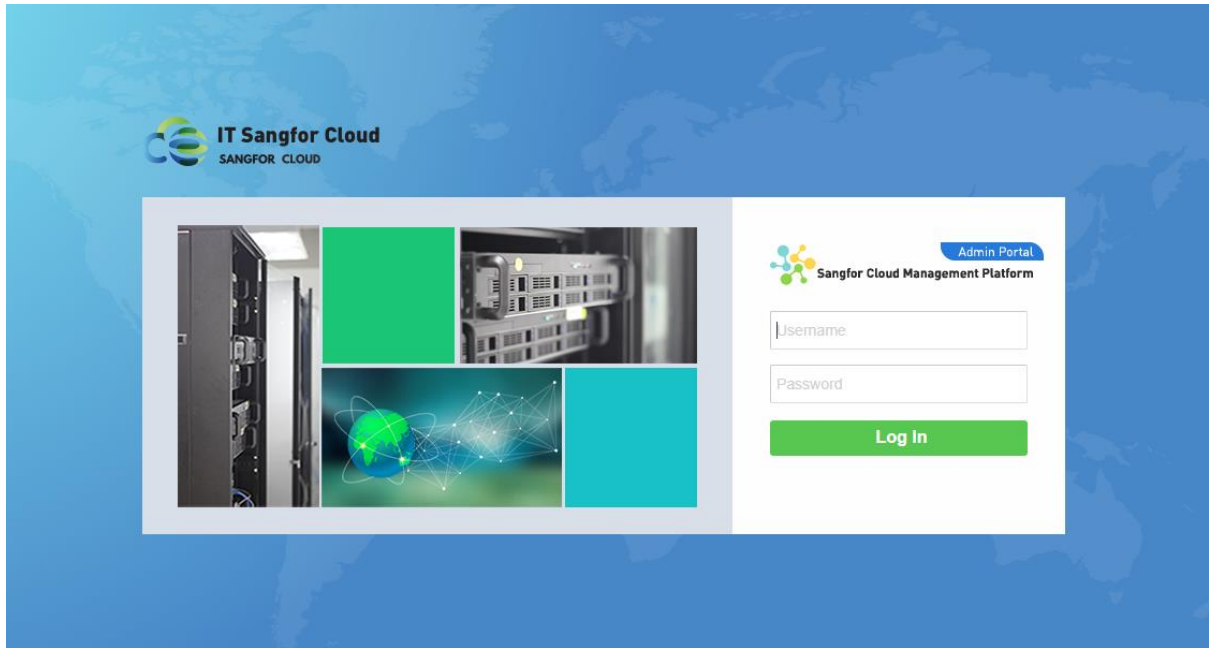 IT Sangfor Cloud
SANGFOR CLOUD
Admin Portal
Sangfor Cloud Management Platform
Username
Password
Log In